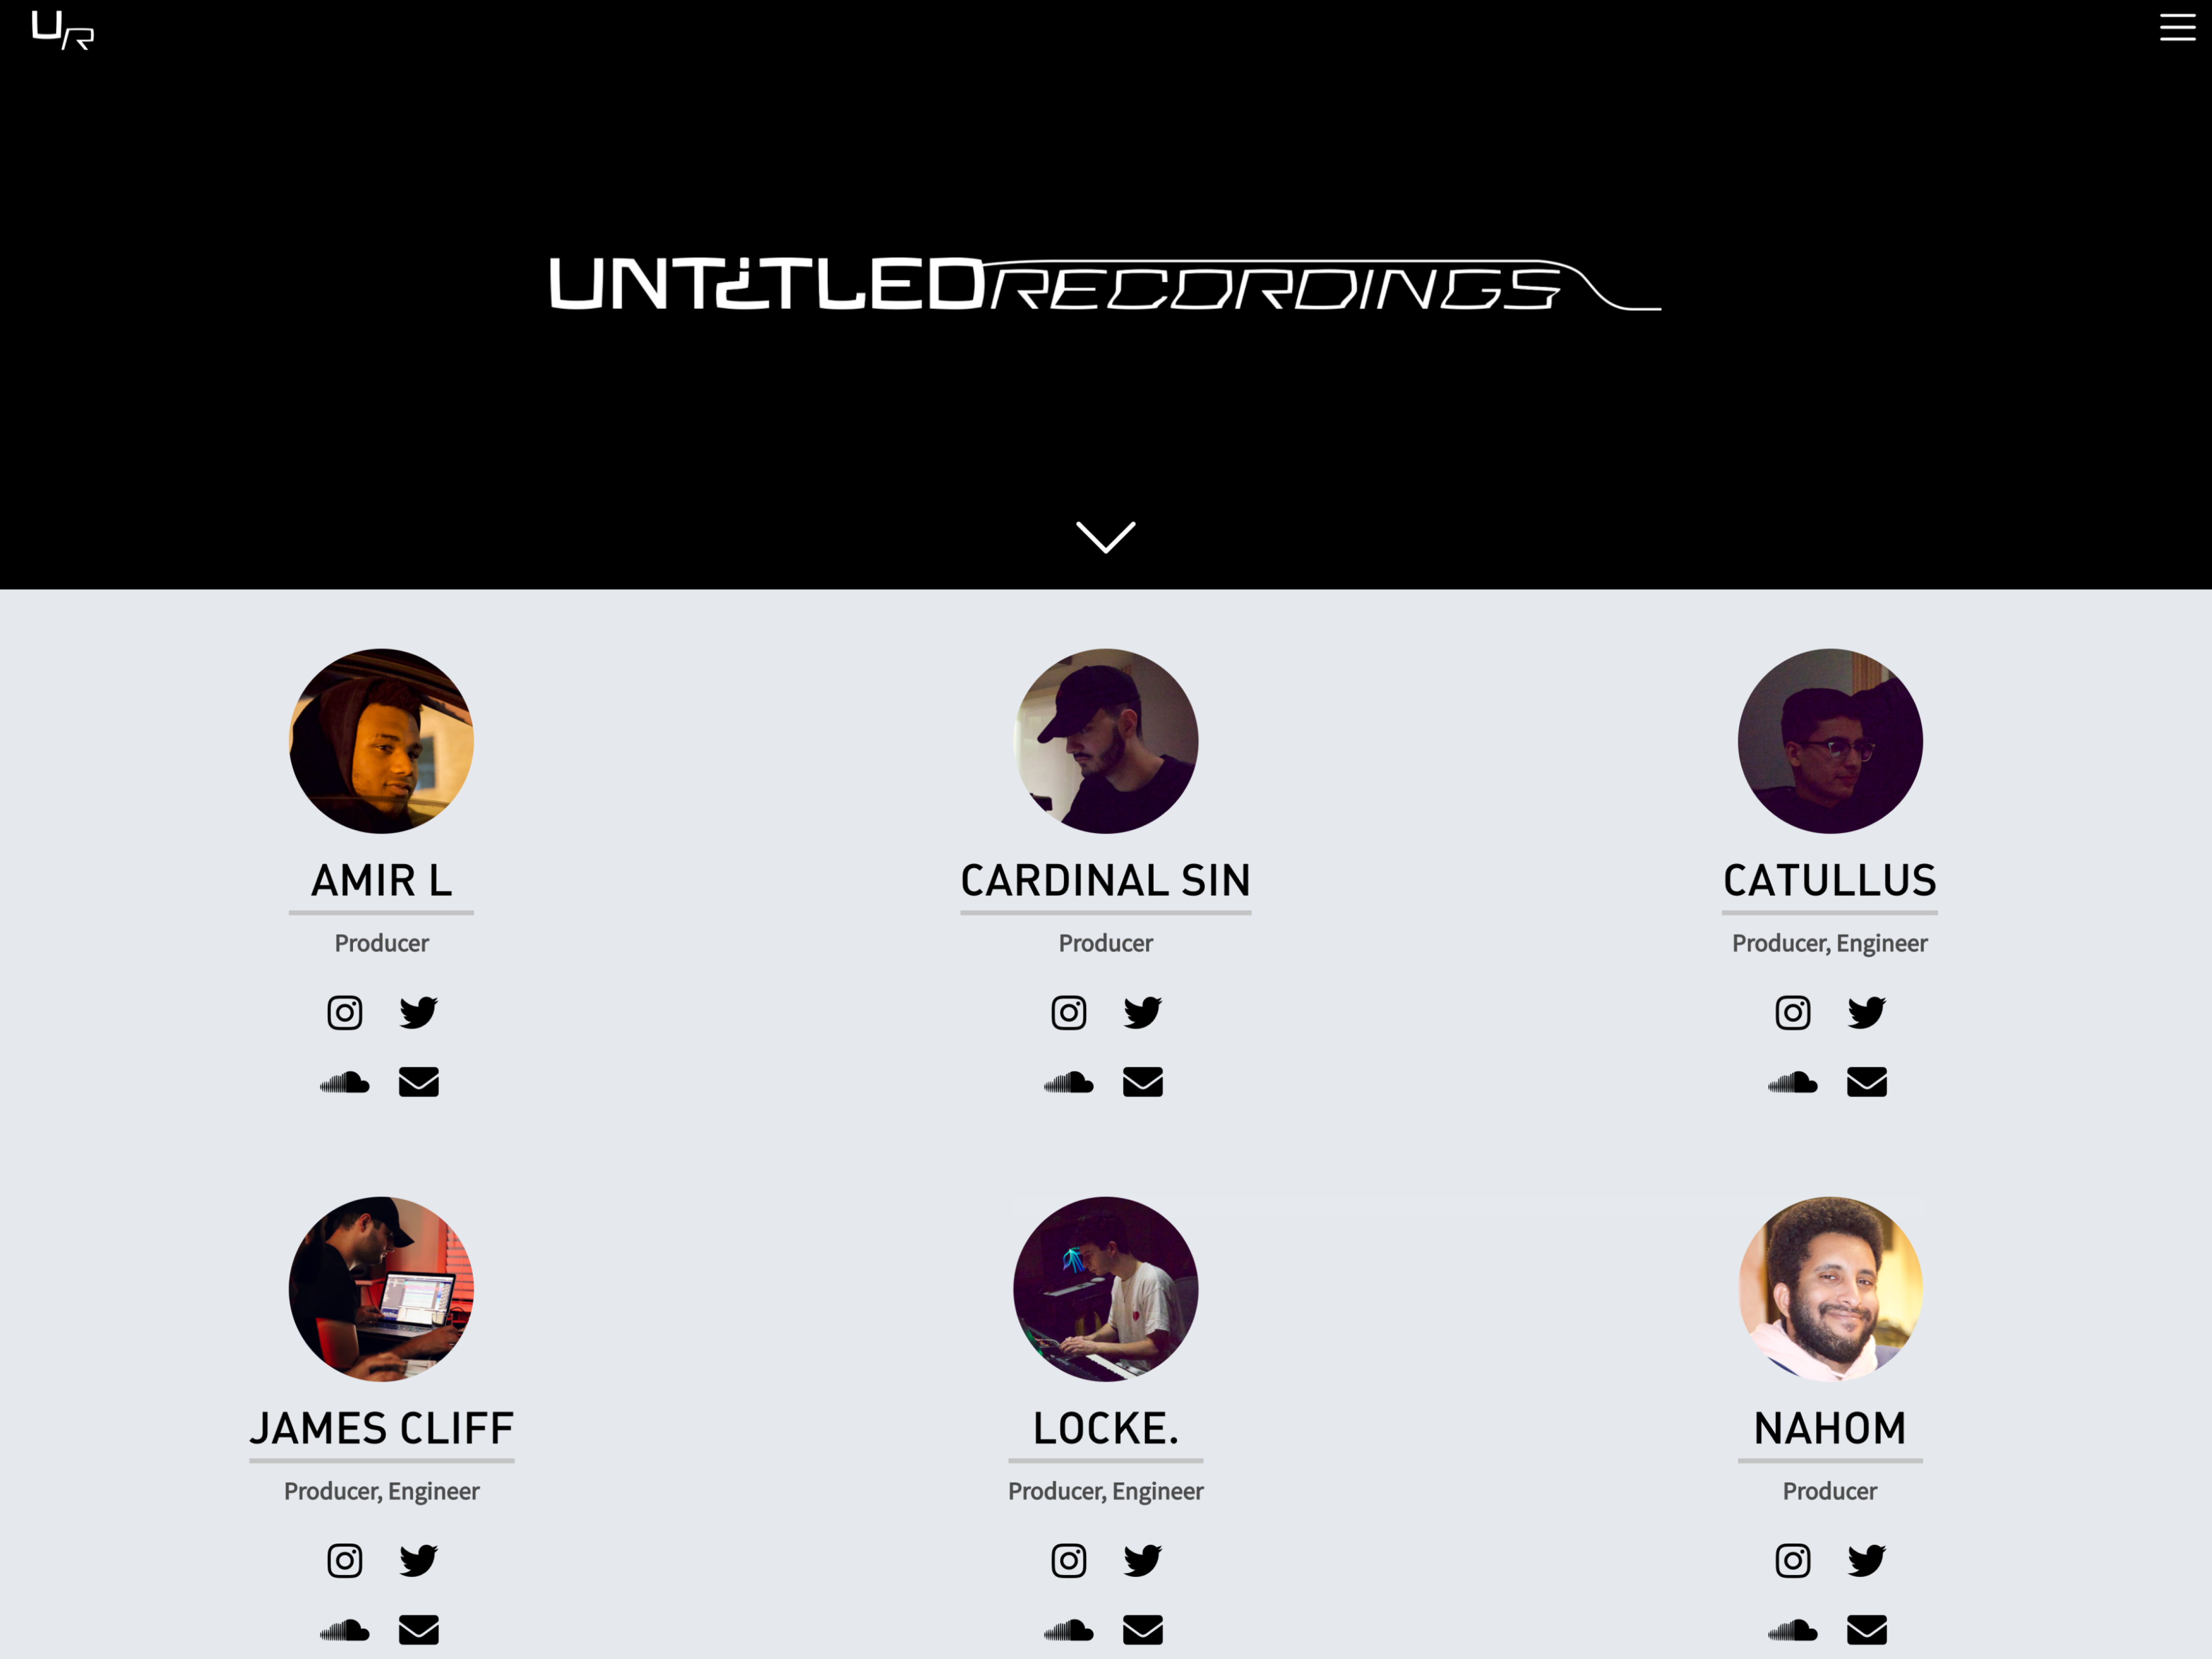 UR
UNTITLEDRECORDINGS
AMIR L
Producer
CARDINAL SIN
Producer
CATULLUS
Producer, Engineer
JAMES CLIFF
Producer, Engineer
LOCKE.
Producer, Engineer
NAHOM
Producer